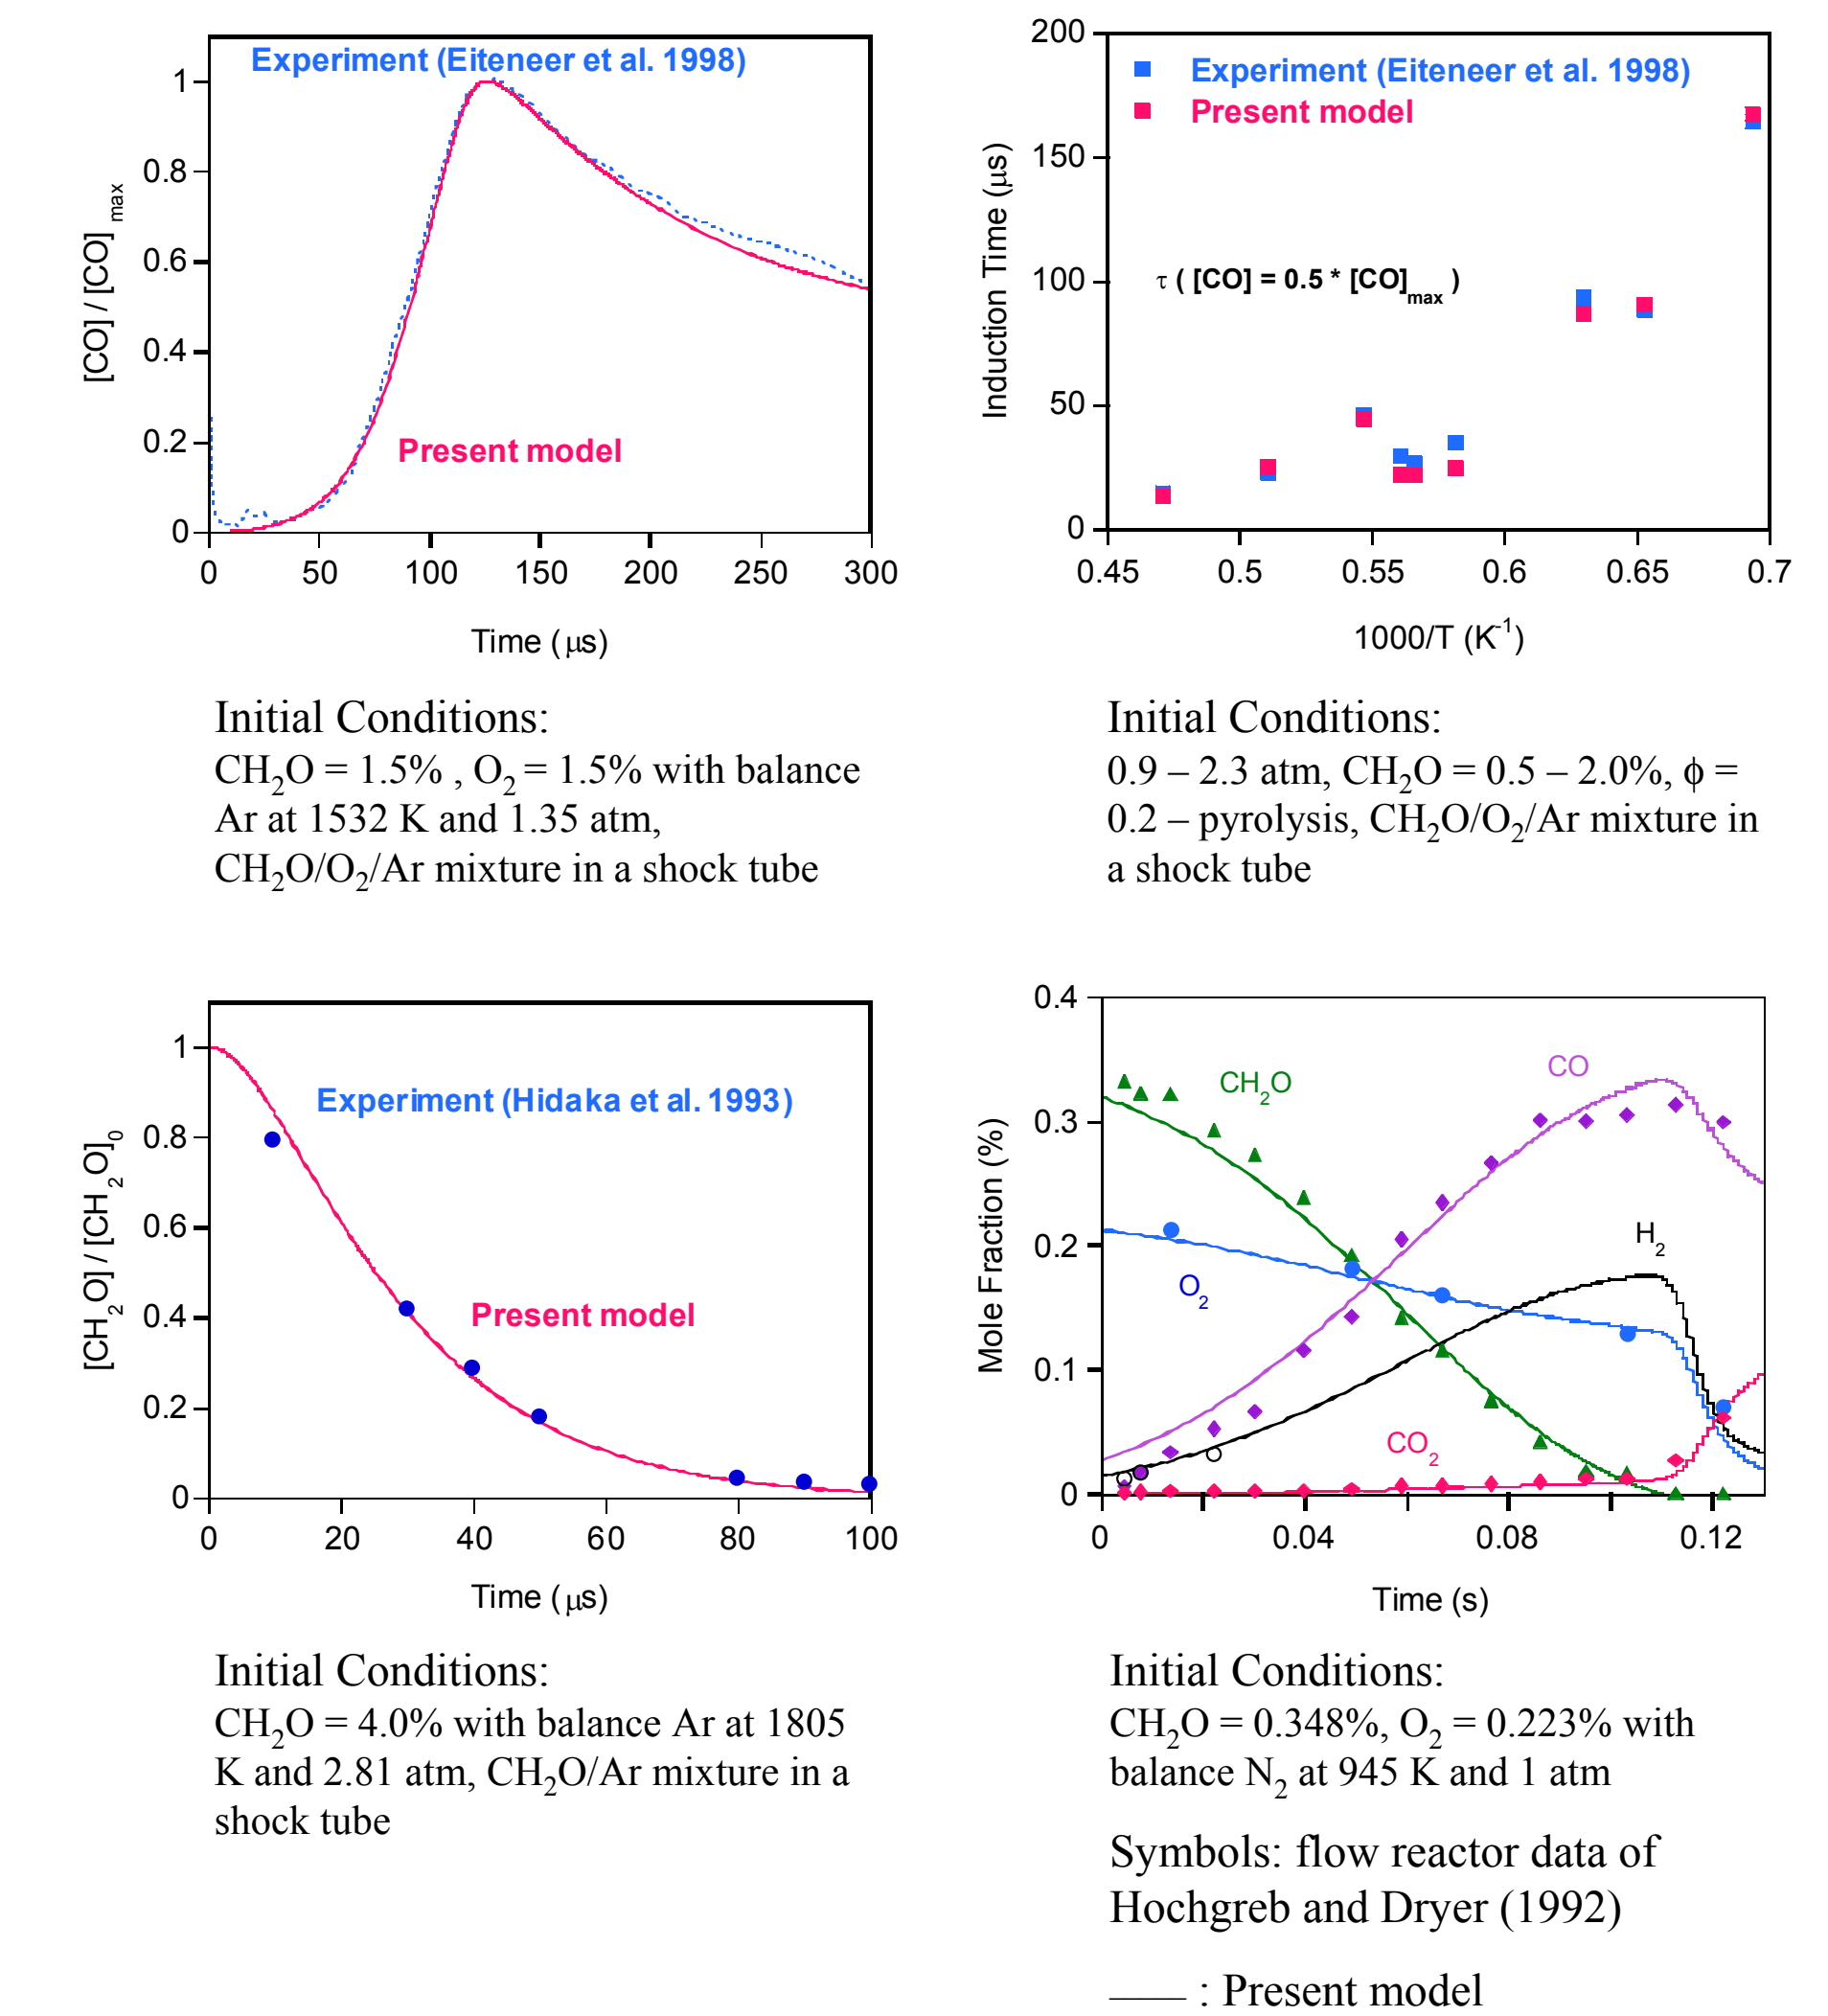 Experiment (Eiteneer et al. 1998)
Present model
[CO] / [CO] max
1
0.8
0.6
0.4
0.2
0
0 50 100 150 200 250 300
Time (μs)
Initial Conditions:
CH2O = 1.5% , O2 = 1.5% with balance
Ar at 1532 K and 1.35 atm,
CH2O/O2/Ar mixture in a shock tube
Experiment (Eiteneer et al. 1998)
Present model
τ ( [CO] = 0.5 * [CO]max )
Induction Time (μs)
200
150
100
50
0
0.45 0.5 0.55 0.6 0.65 0.7
1000/T (K-1)
Initial Conditions:
0.9 – 2.3 atm, CH2O = 0.5 – 2.0%, ϕ =
0.2 – pyrolysis, CH2O/O2/Ar mixture in
a shock tube
Experiment (Hidaka et al. 1993)
Present model
[CH2O] / [CH2O]0
1
0.8
0.6
0.4
0.2
0
0 20 40 60 80 100
Time (μs)
Initial Conditions:
CH2O = 4.0% with balance Ar at 1805
K and 2.81 atm, CH2O/Ar mixture in a
shock tube
Mole Fraction (%)
0.4
0.3
0.2
0.1
0
CO
CH2O
H2
O2
CO2
0 0.04 0.08 0.12
Time (s)
Initial Conditions:
CH2O = 0.348%, O2 = 0.223% with
balance N2 at 945 K and 1 atm
Symbols: flow reactor data of
Hochgreb and Dryer (1992)
—— : Present model